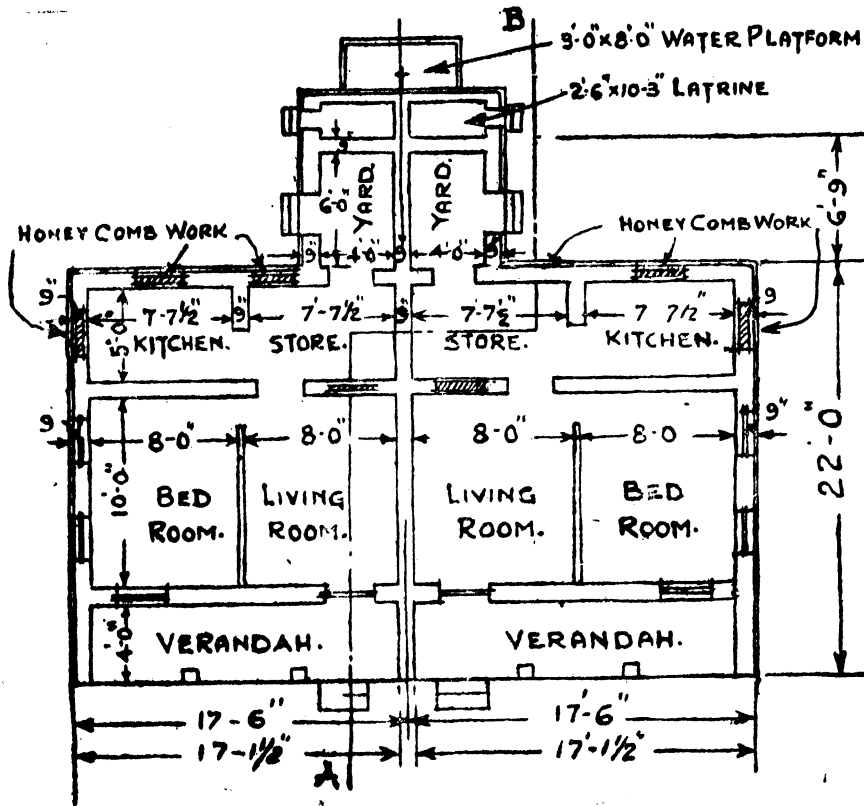 B
9'-0"x8'-0" WATER PLATFORM
2'-6"x10'-3" LATRINE
9"
6'-0"
YARD.
YARD.
6'-9"
HONEY COMB WORK
HONEY COMB WORK
9" 4'-0" 9" 4'-0" 9"
9"
9
7'-7½" 9" 7'-7½" 9" 7'-7½" 7 7½"
5'-0"
KITCHEN. STORE. STORE. KITCHEN.
9
9"
8-0" 8-0" 8-0" 8-0
22'-0"
10'-0"
BED ROOM.
LIVING ROOM.
LIVING ROOM.
BED ROOM.
4'-0"
VERANDAH. VERANDAH.
17-6" 17'-6"
17-1½" 17'-1½"
A